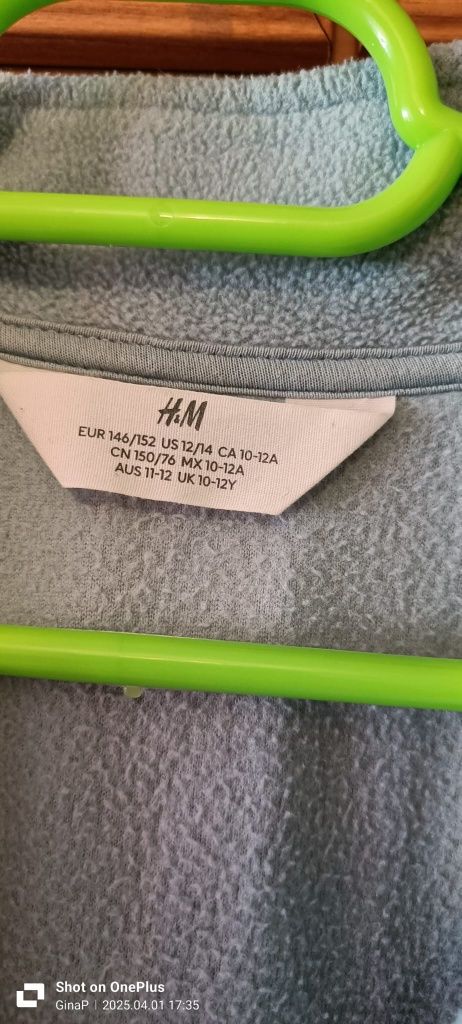 H&M
EUR 146/152 US 12/14 CA 10-12A
CN 150/76 MX 10-12A
AUS 11-12 UK 10-12Y
Shot on OnePlus
GinaP | 2025.04.01 17:35